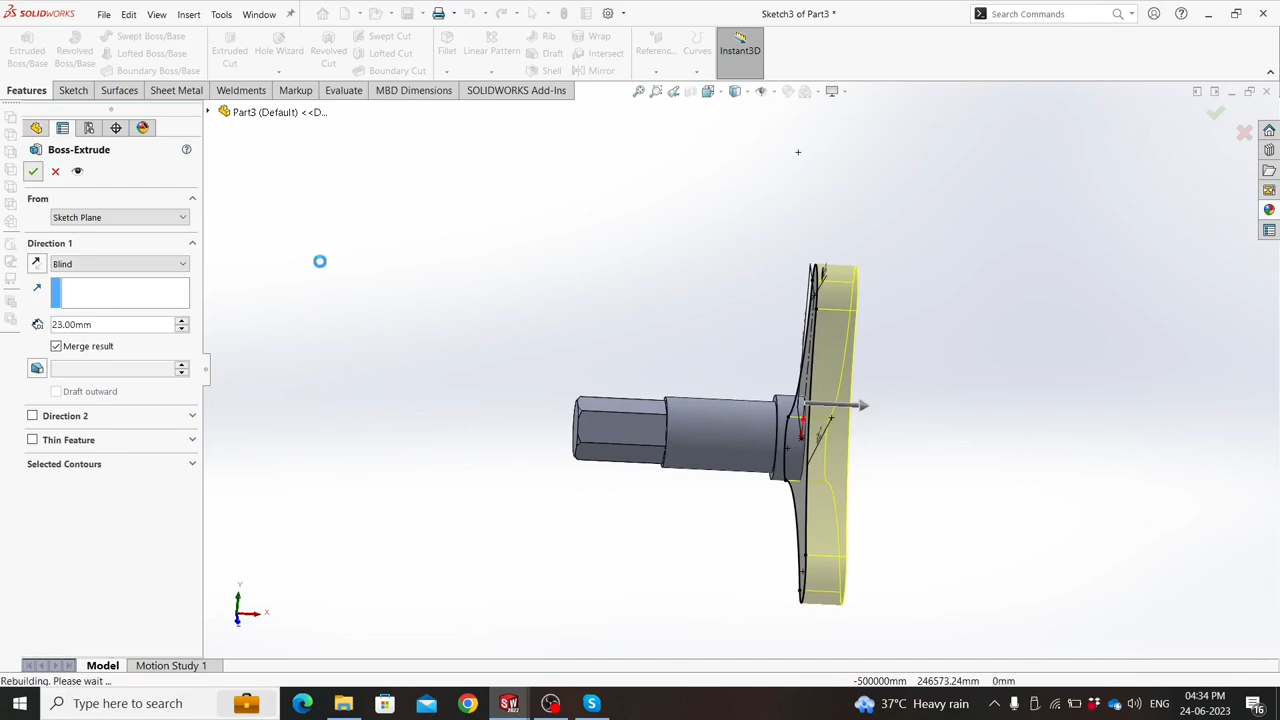 SOLIDWORKS File Edit View Insert Tools Window Sketch3 of Part3 * Search Commands
Extruded Boss/Base Revolved Boss/Base Swept Boss/Base Lofted Boss/Base Boundary Boss/Base Extruded Cut Hole Wizard Revolved Cut Swept Cut Lofted Cut Boundary Cut Fillet Linear Pattern Rib Draft Shell Wrap Intersect Mirror Referenc... Curves Instant3D
Features Sketch Surfaces Sheet Metal Weldments Markup Evaluate MBD Dimensions SOLIDWORKS Add-Ins
Part3 (Default) <<D...
Boss-Extrude
From
Sketch Plane
Direction 1
Blind
23.00mm
Merge result
Draft outward
Direction 2
Thin Feature
Selected Contours
Y
X
Z
Model Motion Study 1
Rebuilding. Please wait ... -500000mm 246573.24mm 0mm
Type here to search 37°C Heavy rain ENG 04:34 PM
24-06-2023